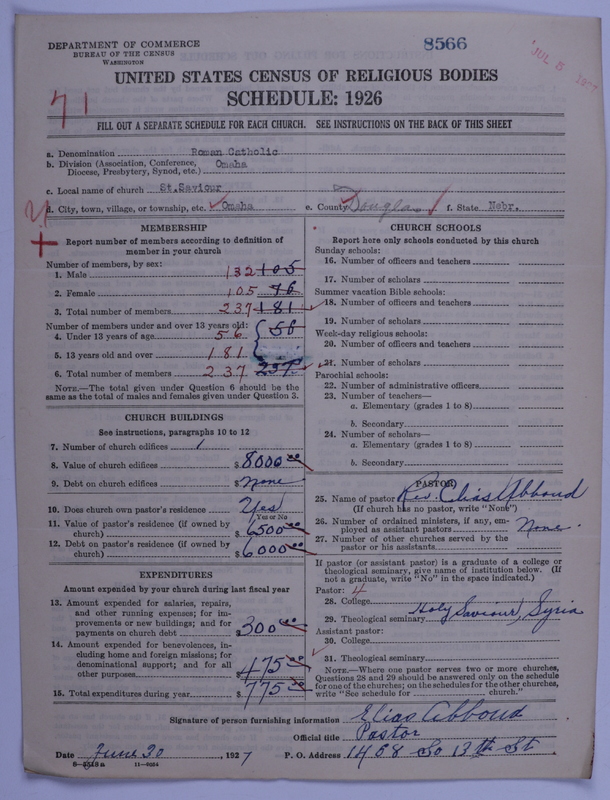 DEPARTMENT OF COMMERCE
BUREAU OF THE CENSUS
WASHINGTON
8566
JUL 5 1927
UNITED STATES CENSUS OF RELIGIOUS BODIES
SCHEDULE: 1926
71
FILL OUT A SEPARATE SCHEDULE FOR EACH CHURCH. SEE INSTRUCTIONS ON THE BACK OF THIS SHEET
a. Denomination Roman Catholic
b. Division (Association, Conference, Diocese, Presbytery, Synod, etc.) Omaha
c. Local name of church St.Saviour
d. City, town, village, or township, etc. Omaha e. County Douglas f. State Nebr.
MEMBERSHIP
Report number of members according to definition of member in your church
Number of members, by sex:
1. Male 132 105
2. Female 105 76
3. Total number of members 237 181
Number of members under and over 13 years old:
4. Under 13 years of age 56 56
5. 13 years old and over 181
6. Total number of members 237 237
NOTE.—The total given under Question 6 should be the same as the total of males and females given under Question 3.
CHURCH BUILDINGS
See instructions, paragraphs 10 to 12
7. Number of church edifices 1
8. Value of church edifices $ 8000 00
9. Debt on church edifices $ None
10. Does church own pastor's residence Yes
Yes or No
11. Value of pastor's residence (if owned by church) $ 6500 00
12. Debt on pastor's residence (if owned by church) $ 6000 00
EXPENDITURES
Amount expended by your church during last fiscal year
13. Amount expended for salaries, repairs, and other running expenses; for improvements or new buildings; and for payments on church debt $ 300 00
14. Amount expended for benevolences, including home and foreign missions; for denominational support; and for all other purposes $ 475 00
15. Total expenditures during year $ 775 00
CHURCH SCHOOLS
Report here only schools conducted by this church
Sunday schools:
16. Number of officers and teachers
17. Number of scholars
Summer vacation Bible schools:
18. Number of officers and teachers
19. Number of scholars
Week-day religious schools:
20. Number of officers and teachers
21. Number of scholars
Parochial schools:
22. Number of administrative officers
23. Number of teachers—
a. Elementary (grades 1 to 8)
b. Secondary
24. Number of scholars—
a. Elementary (grades 1 to 8)
b. Secondary
PASTOR
25. Name of pastor Rev. Elias Abboud
(If church has no pastor, write "None")
26. Number of ordained ministers, if any, employed as assistant pastors None.
27. Number of other churches served by the pastor or his assistants
If pastor (or assistant pastor) is a graduate of a college or theological seminary, give name of institution below. (If not a graduate, write "No" in the space indicated.)
Pastor: 4
28. College
29. Theological seminary Holy Saviour, Syria
Assistant pastor:
30. College
31. Theological seminary
NOTE.—Where one pastor serves two or more churches, Questions 28 and 29 should be answered only on the schedule for one of the churches; on the schedules for the other churches, write "See schedule for church."
Signature of person furnishing information Elias Abboud
Official title Pastor
Date June 30, 1927 P. O. Address 1468 So 13th St
8—5518a 11—9054